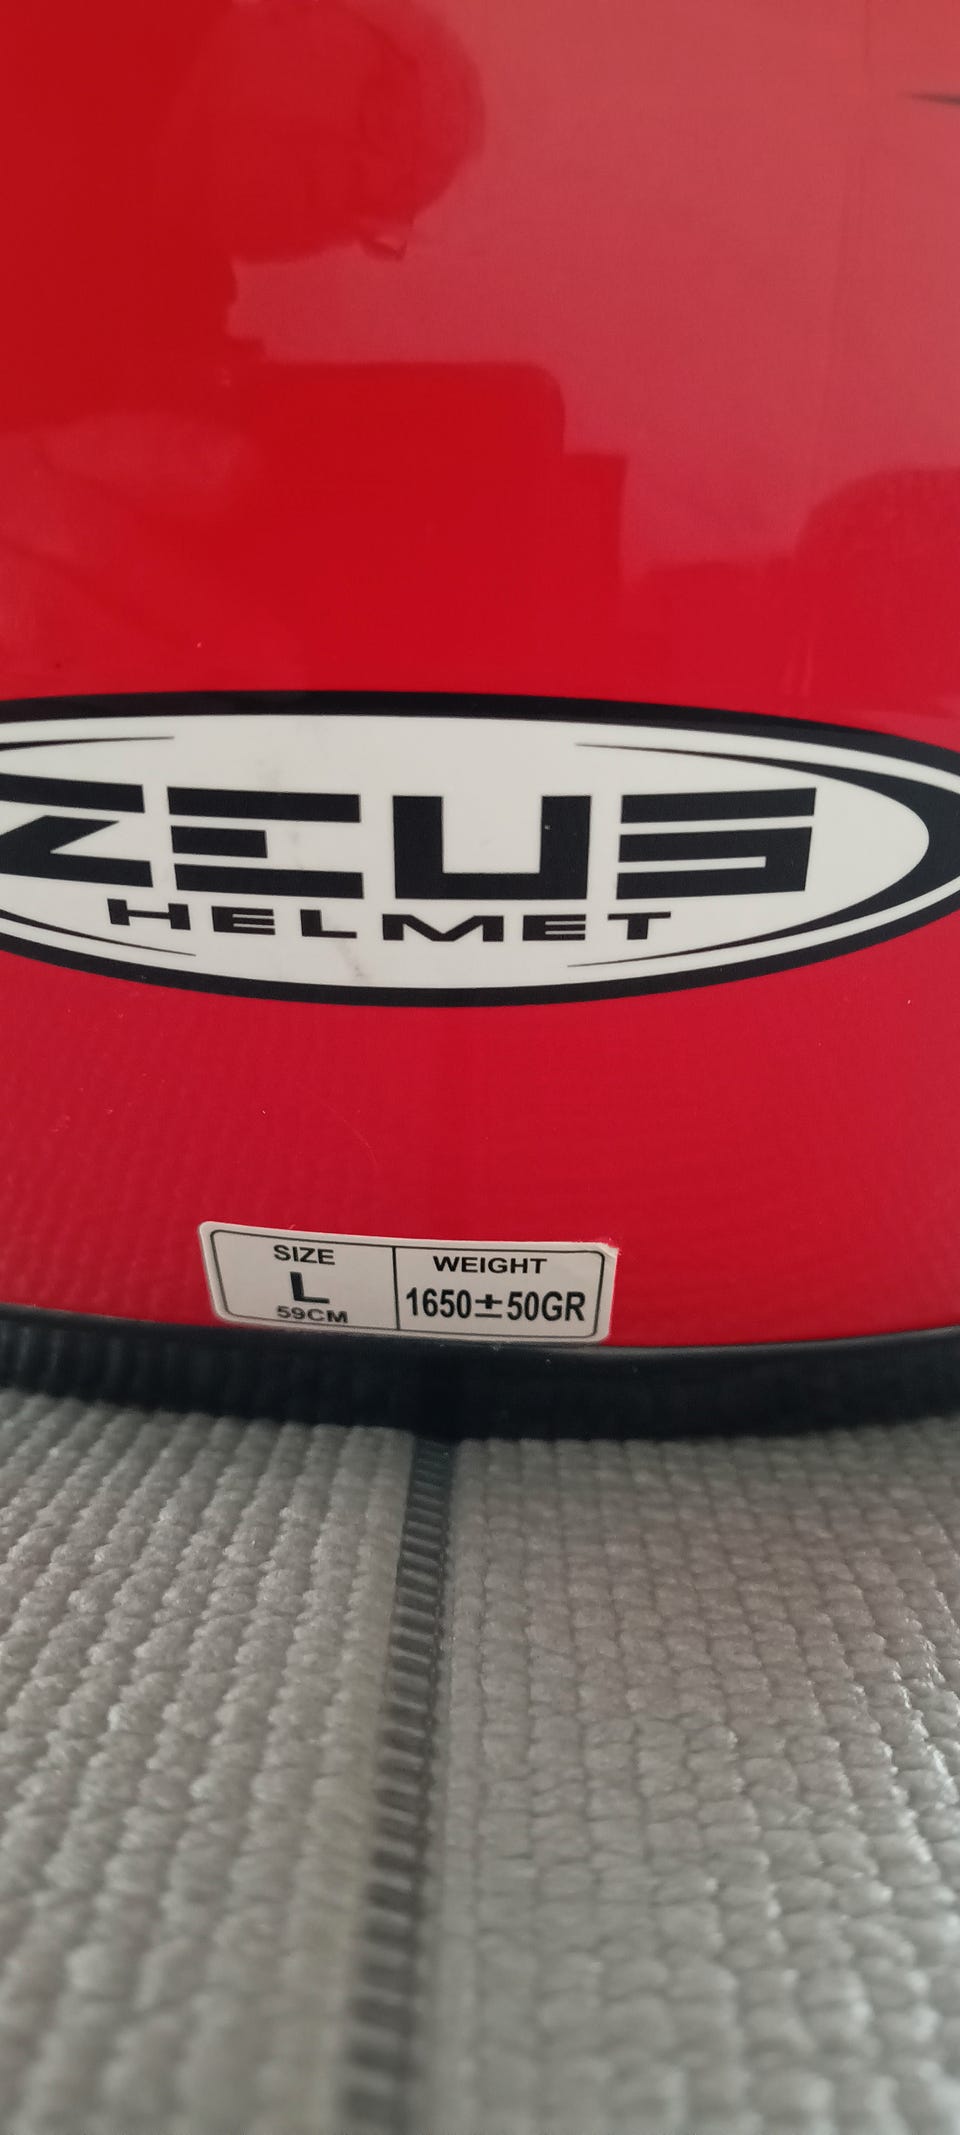 ZEUS
HELMET
SIZE
L
59CM
WEIGHT
1650±50GR